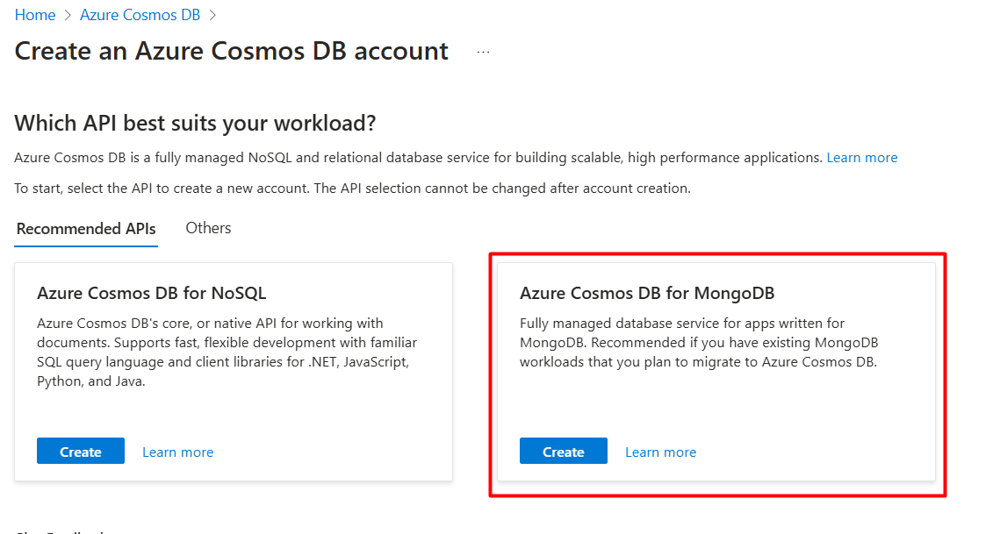 Home > Azure Cosmos DB >
Create an Azure Cosmos DB account ...
Which API best suits your workload?
Azure Cosmos DB is a fully managed NoSQL and relational database service for building scalable, high performance applications. Learn more
To start, select the API to create a new account. The API selection cannot be changed after account creation.
Recommended APIs Others
Azure Cosmos DB for NoSQL
Azure Cosmos DB's core, or native API for working with
documents. Supports fast, flexible development with familiar
SQL query language and client libraries for .NET, JavaScript,
Python, and Java.
Create Learn more
Azure Cosmos DB for MongoDB
Fully managed database service for apps written for
MongoDB. Recommended if you have existing MongoDB
workloads that you plan to migrate to Azure Cosmos DB.
Create Learn more